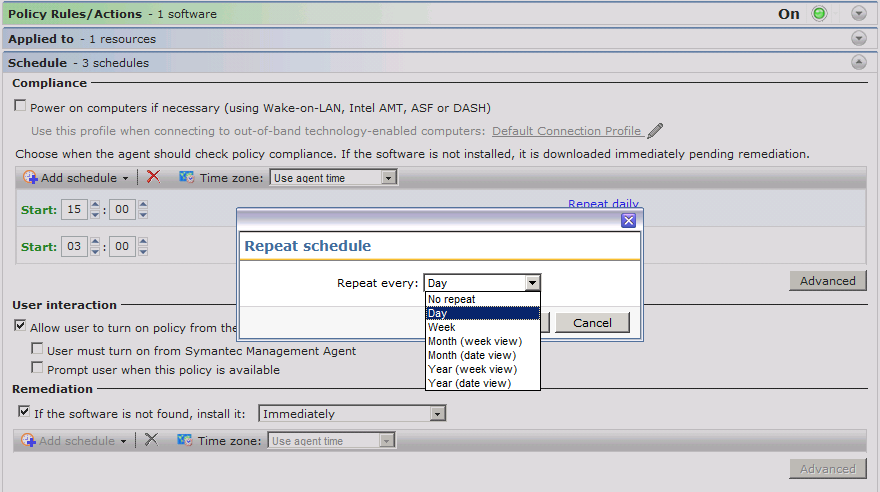 Policy Rules/Actions - 1 software On
Applied to - 1 resources
Schedule - 3 schedules
Compliance
Power on computers if necessary (using Wake-on-LAN, Intel AMT, ASF or DASH)
Use this profile when connecting to out-of-band technology-enabled computers: Default Connection Profile
Choose when the agent should check policy compliance. If the software is not installed, it is downloaded immediately pending remediation.
Add schedule Time zone: Use agent time
Start: 15 : 00 Repeat daily
Start: 03 : 00
Repeat schedule
Repeat every: Day
No repeat
Day
Week
Month (week view)
Month (date view)
Year (week view)
Year (date view)
Cancel
Advanced
User interaction
Allow user to turn on policy from the
User must turn on from Symantec Management Agent
Prompt user when this policy is available
Remediation
If the software is not found, install it: Immediately
Add schedule Time zone: Use agent time
Advanced